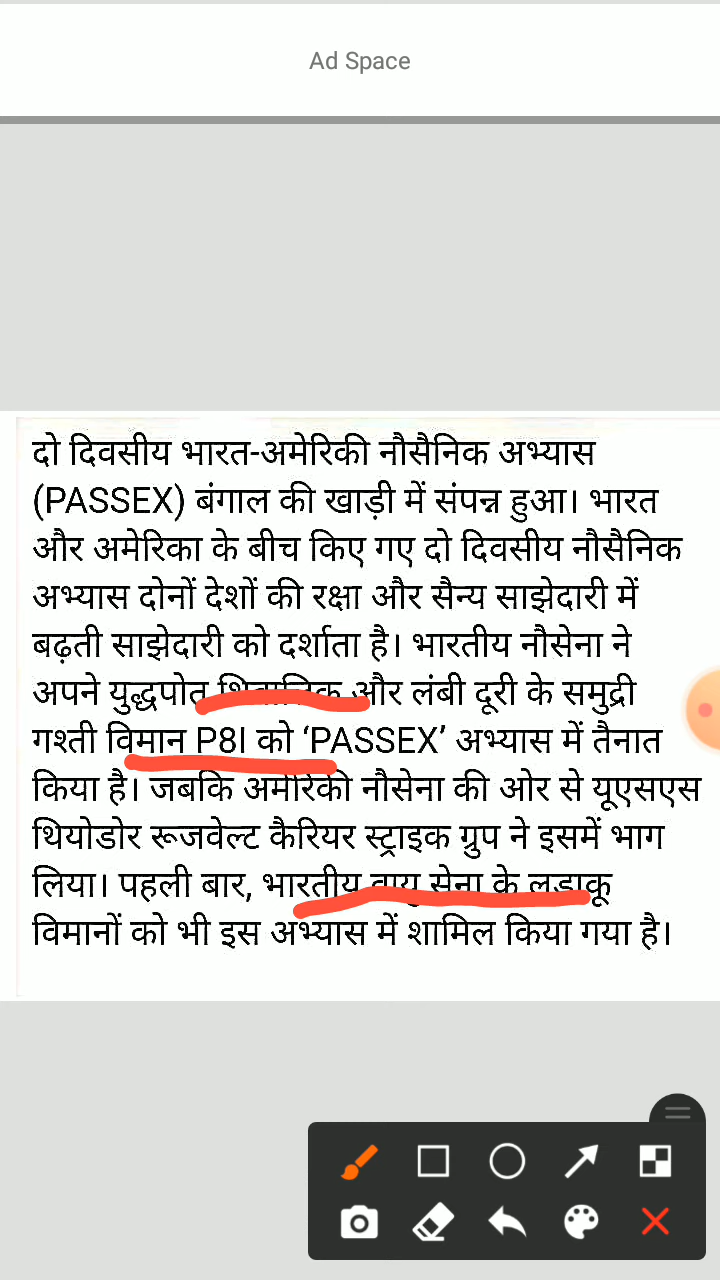 Ad Space
दो दिवसीय भारत-अमेरिकी नौसैनिक अभ्यास
(PASSEX) बंगाल की खाड़ी में संपन्न हुआ। भारत
और अमेरिका के बीच किए गए दो दिवसीय नौसैनिक
अभ्यास दोनों देशों की रक्षा और सैन्य साझेदारी में
बढ़ती साझेदारी को दर्शाता है। भारतीय नौसेना ने
अपने युद्धपोत शिवालिक और लंबी दूरी के समुद्री
गश्ती विमान P8I को ‘PASSEX’ अभ्यास में तैनात
किया है। जबकि अमेरिकी नौसेना की ओर से यूएसएस
थियोडोर रूजवेल्ट कैरियर स्ट्राइक ग्रुप ने इसमें भाग
लिया। पहली बार, भारतीय वायु सेना के लड़ाकू
विमानों को भी इस अभ्यास में शामिल किया गया है।